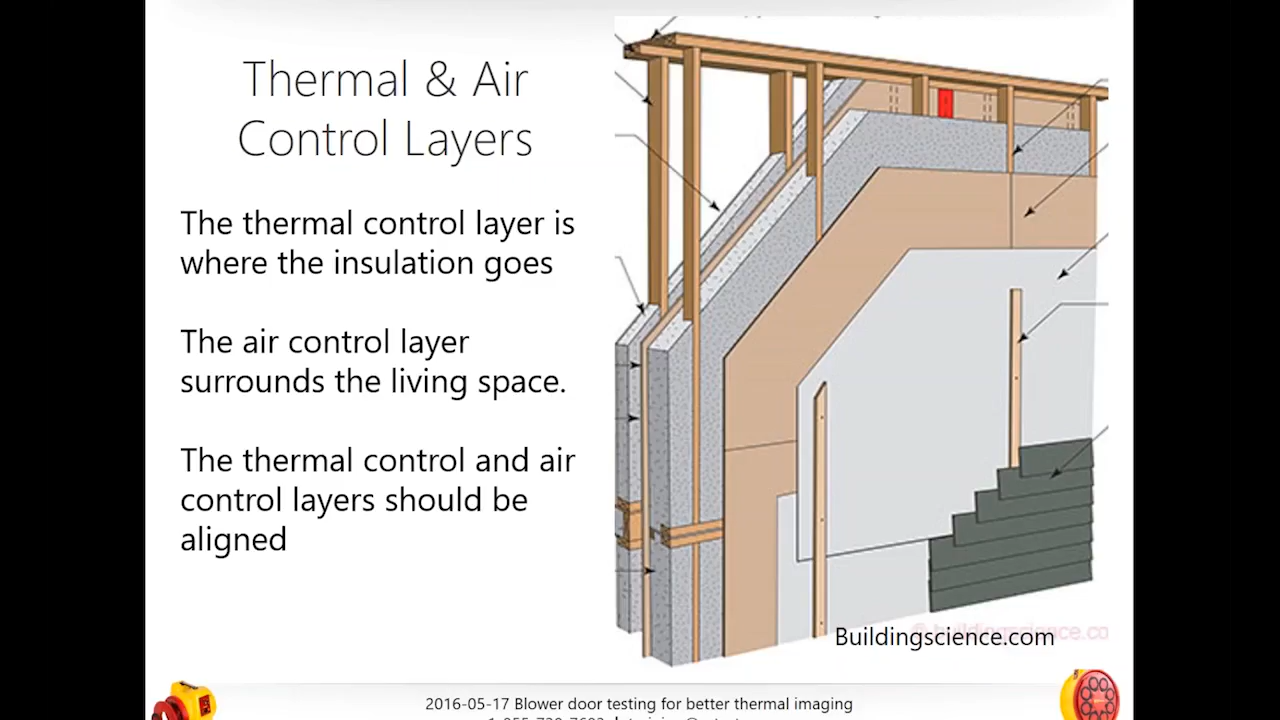 Thermal & Air
Control Layers
The thermal control layer is
where the insulation goes
The air control layer
surrounds the living space.
The thermal control and air
control layers should be
aligned
Buildingscience.com
2016-05-17 Blower door testing for better thermal imaging